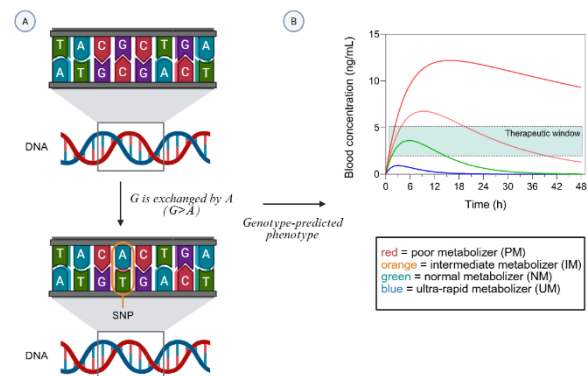 A
B
T A C G C T G A
A T G C G A C T
DNA
G is exchanged by A
(G>A)
Genotype-predicted
phenotype
T A C A C T G A
A T G T G A C T
SNP
DNA
Blood concentration (ng/mL)
15
10
5
0
Therapeutic window
0 6 12 18 24 30 36 42 48
Time (h)
red = poor metabolizer (PM)
orange = intermediate metabolizer (IM)
green = normal metabolizer (NM)
blue = ultra-rapid metabolizer (UM)